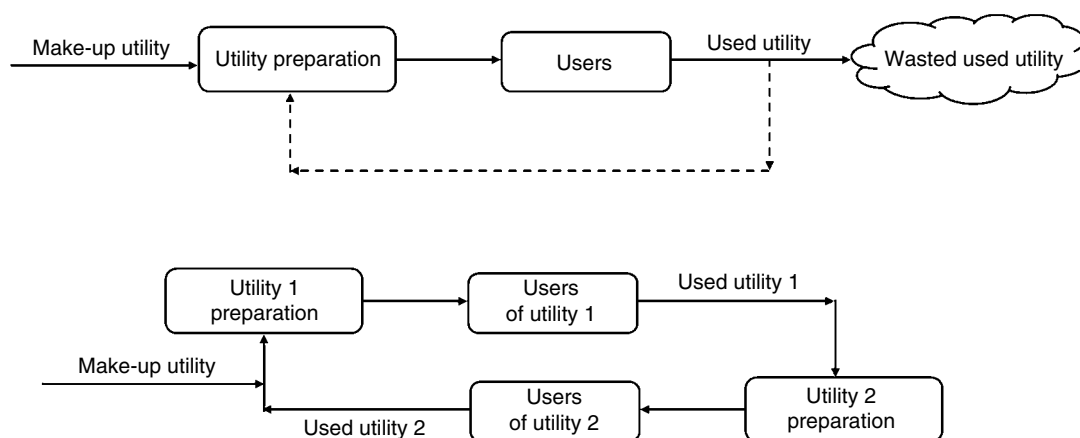 Make-up utility
Utility preparation
Users
Used utility
Wasted used utility
Utility 1
preparation
Users
of utility 1
Used utility 1
Make-up utility
Used utility 2
Users
of utility 2
Utility 2
preparation